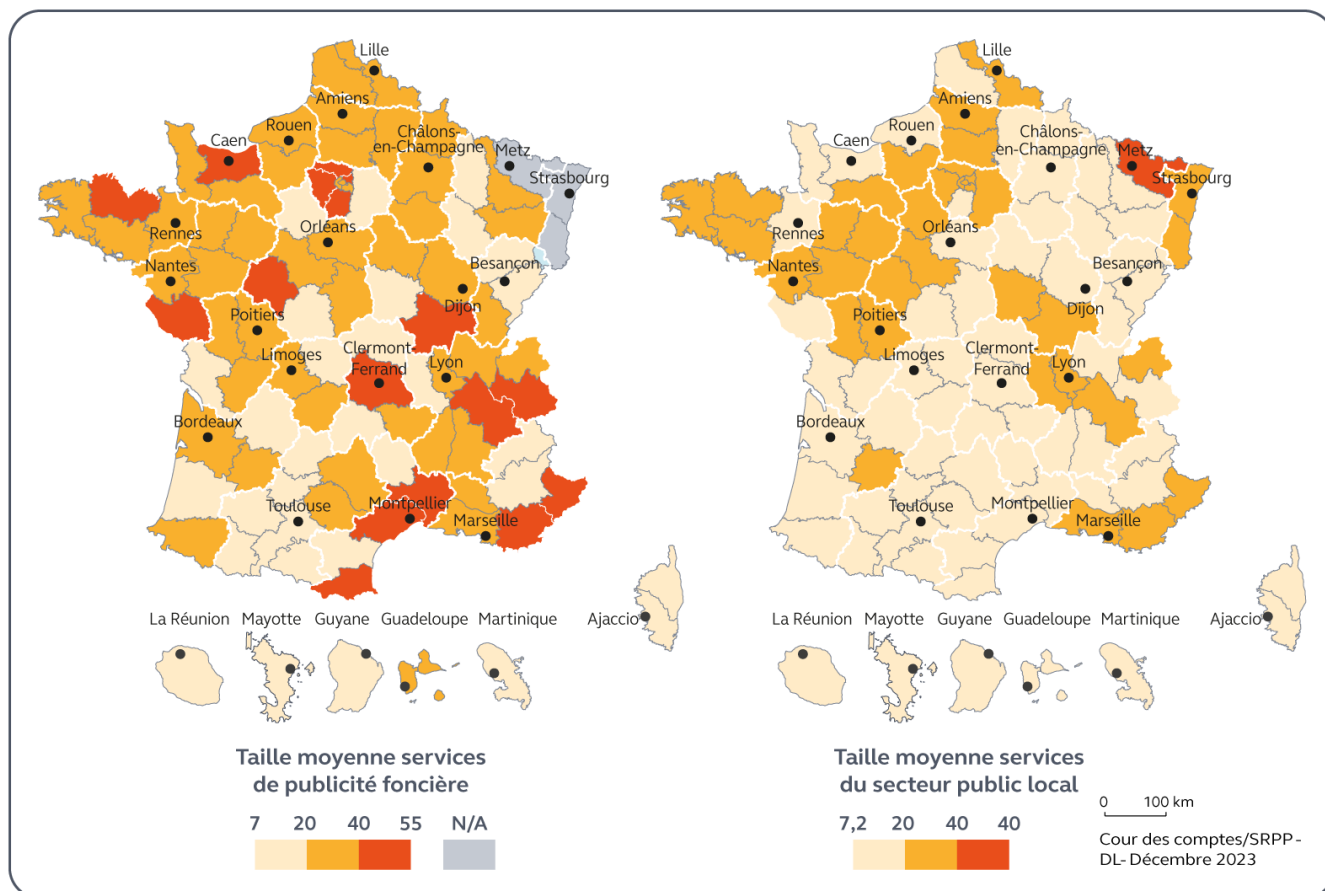 Lille
Amiens
Rouen
Caen
Châlons-
en-Champagne
Metz
Strasbourg
Rennes
Orléans
Nantes
Besançon
Dijon
Poitiers
Limoges
Clermont-
Ferrand
Lyon
Bordeaux
Toulouse
Montpellier
Marseille
Ajaccio
La Réunion
Mayotte
Guyane
Guadeloupe
Martinique
Taille moyenne services
de publicité foncière
7 20 40 55 N/A
Lille
Amiens
Rouen
Caen
Châlons-
en-Champagne
Metz
Strasbourg
Rennes
Orléans
Nantes
Besançon
Dijon
Poitiers
Limoges
Clermont-
Ferrand
Lyon
Bordeaux
Toulouse
Montpellier
Marseille
Ajaccio
La Réunion
Mayotte
Guyane
Guadeloupe
Martinique
Taille moyenne services
du secteur public local
7,2 20 40 40
0 100 km
Cour des comptes/SRPP-
DL-Décembre 2023